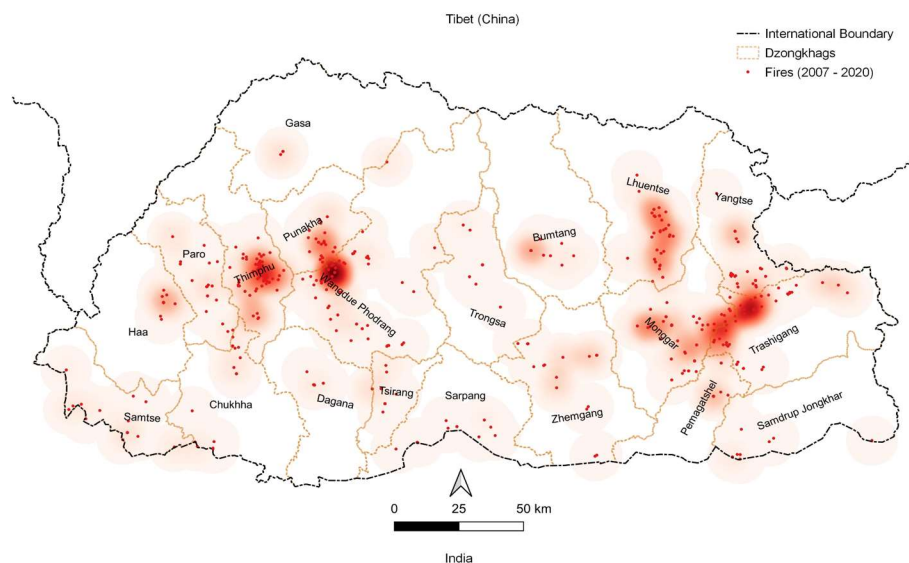 Tibet (China)
International Boundary
Dzongkhags
Fires (2007 - 2020)
Gasa
Lhuentse
Yangtse
Punakha
Bumtang
Paro
Thimphu
Wangdue Phodrang
Haa
Trongsa
Monggar
Trashigang
Chukhha
Dagana
Tsirang
Sarpang
Samtse
Zhemgang
Pemagatshel
Samdrup Jongkhar
0 25 50 km
India